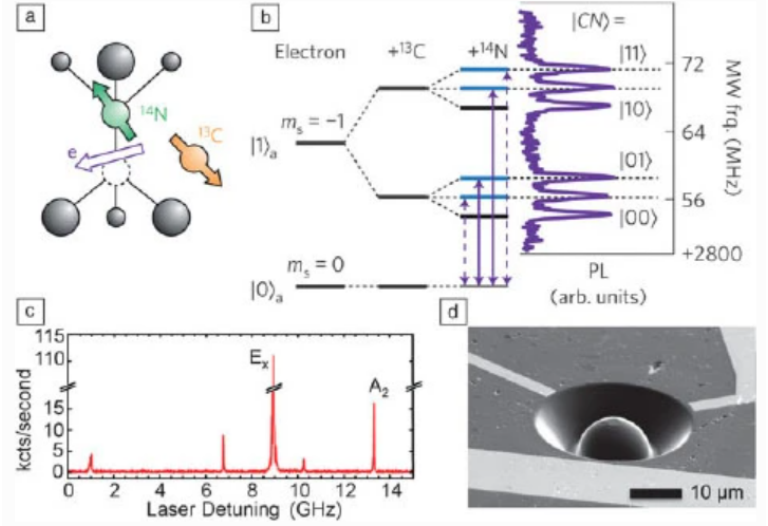 a
14N
13C
e
b
Electron
+13C
+14N
|CN⟩ =
|1⟩a
ms = −1
|0⟩a
ms = 0
|11⟩
|10⟩
|01⟩
|00⟩
72
64
56
+2800
MW frq. (MHz)
PL
(arb. units)
c
kcts/second
115
110
15
10
5
0
Ex
A2
0 2 4 6 8 10 12 14
Laser Detuning (GHz)
d
10 µm